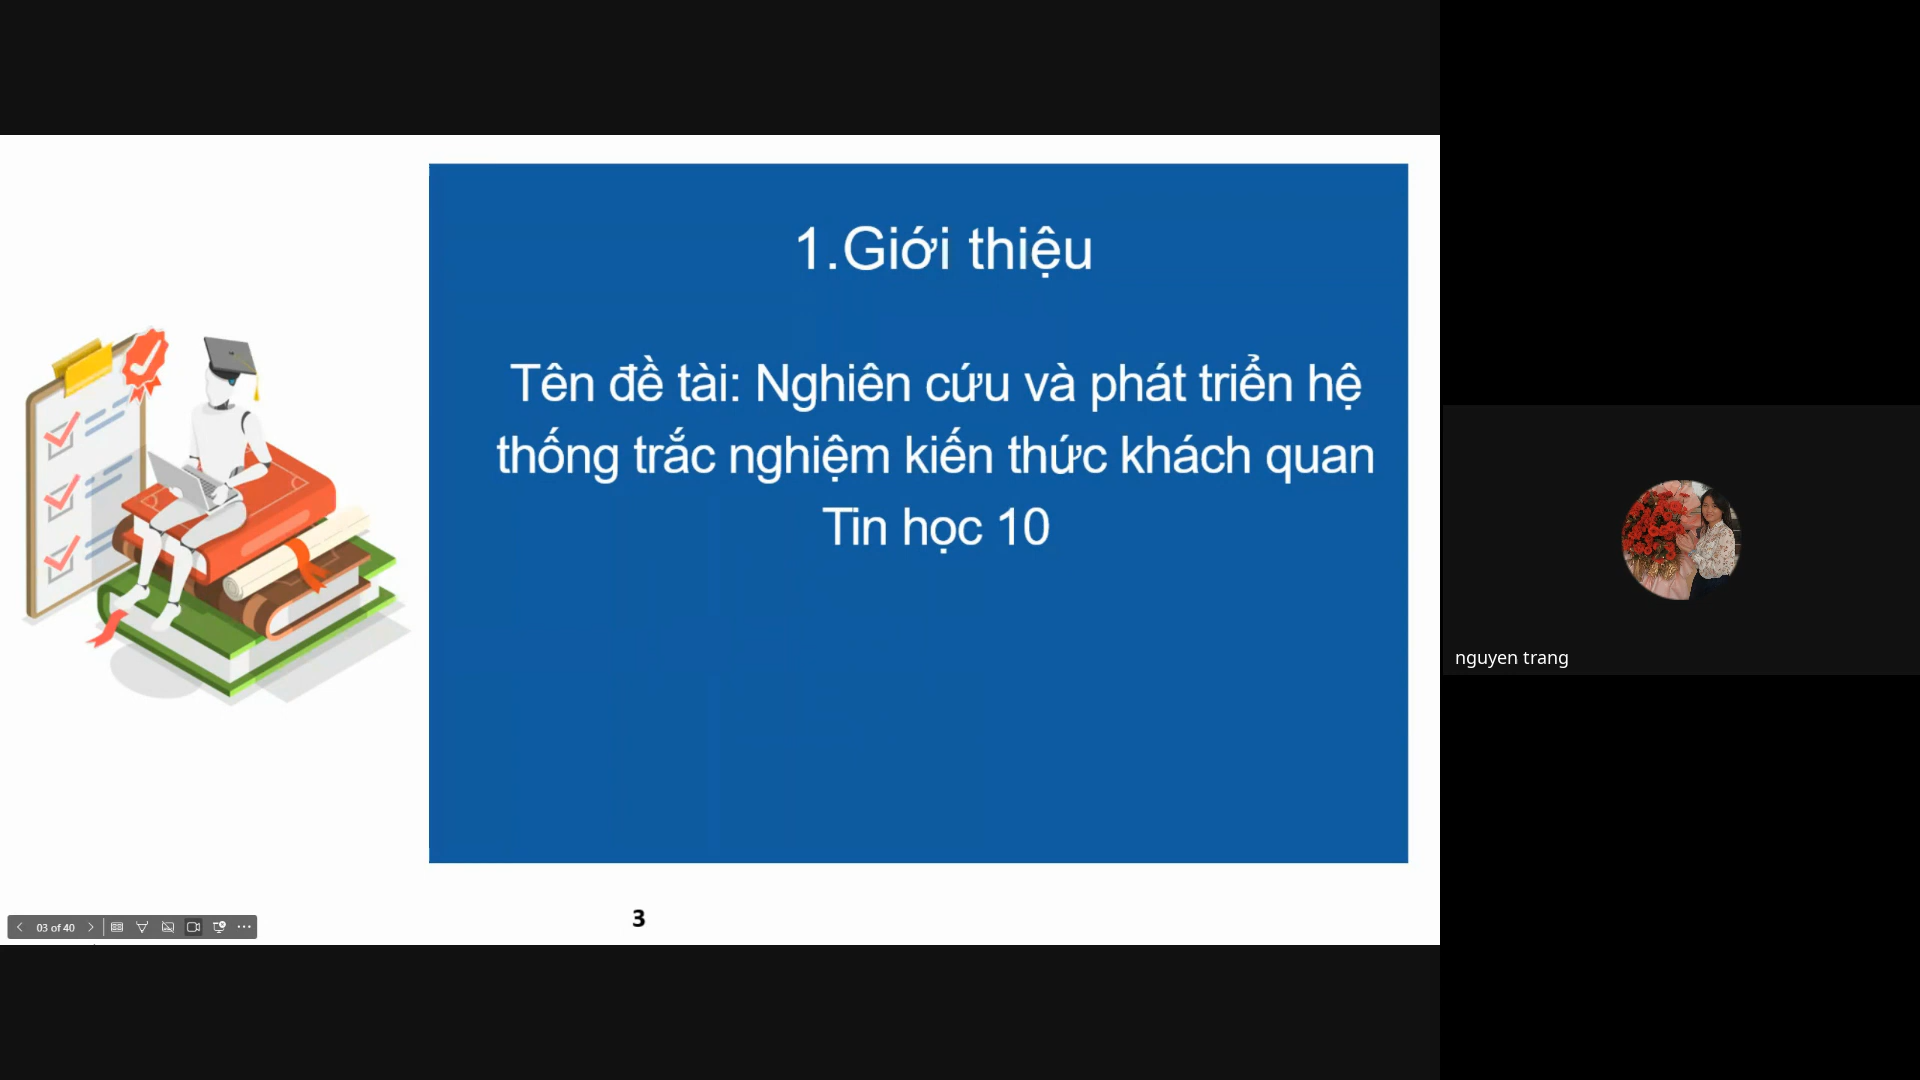 1.Giới thiệu
Tên đề tài: Nghiên cứu và phát triển hệ
thống trắc nghiệm kiến thức khách quan
Tin học 10
nguyen trang
3
03 of 40